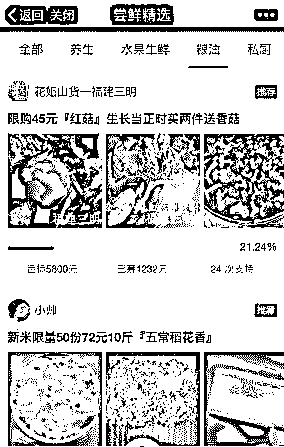 返回 关闭 尝鲜精选
全部 养生 水果生鲜 粮油 私厨
花姐山货—福建三明
推荐
限购45元『红菇』生长当正时买两件送香菇
21.24%
目标5800元 已筹1232元 24 次支持
小帅
推荐
新米限量50份72元10斤『五常稻花香』